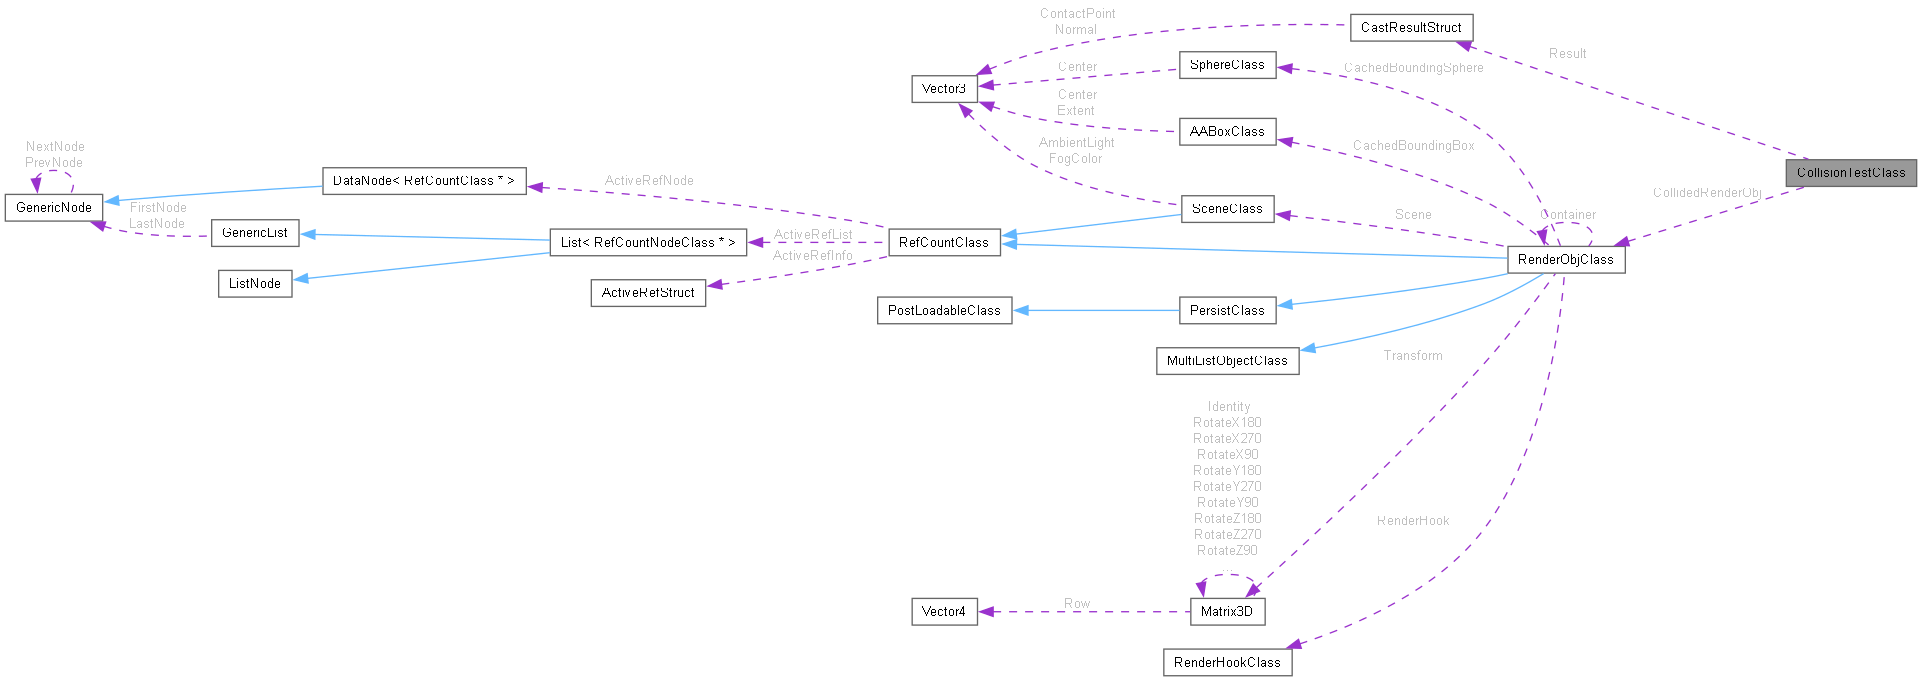 ContactPoint
Normal
CastResultStruct
Result
SphereClass
Center
CachedBoundingSphere
Vector3
Center
Extent
AABoxClass
AmbientLight
FogColor
CachedBoundingBox
NextNode
PrevNode
CollisionTestClass
DataNode< RefCountClass * >
ActiveRefNode
CollidedRenderObj
GenericNode
FirstNode
LastNode
SceneClass
Scene
Container
GenericList
List< RefCountNodeClass * >
ActiveRefList
RefCountClass
ActiveRefInfo
RenderObjClass
ListNode
ActiveRefStruct
PostLoadableClass
PersistClass
MultiListObjectClass
Transform
Identity
RotateX180
RotateX270
RotateX90
RotateY180
RotateY270
RotateY90
RotateZ180
RotateZ270
RotateZ90
...
RenderHook
Vector4
Row
Matrix3D
RenderHookClass